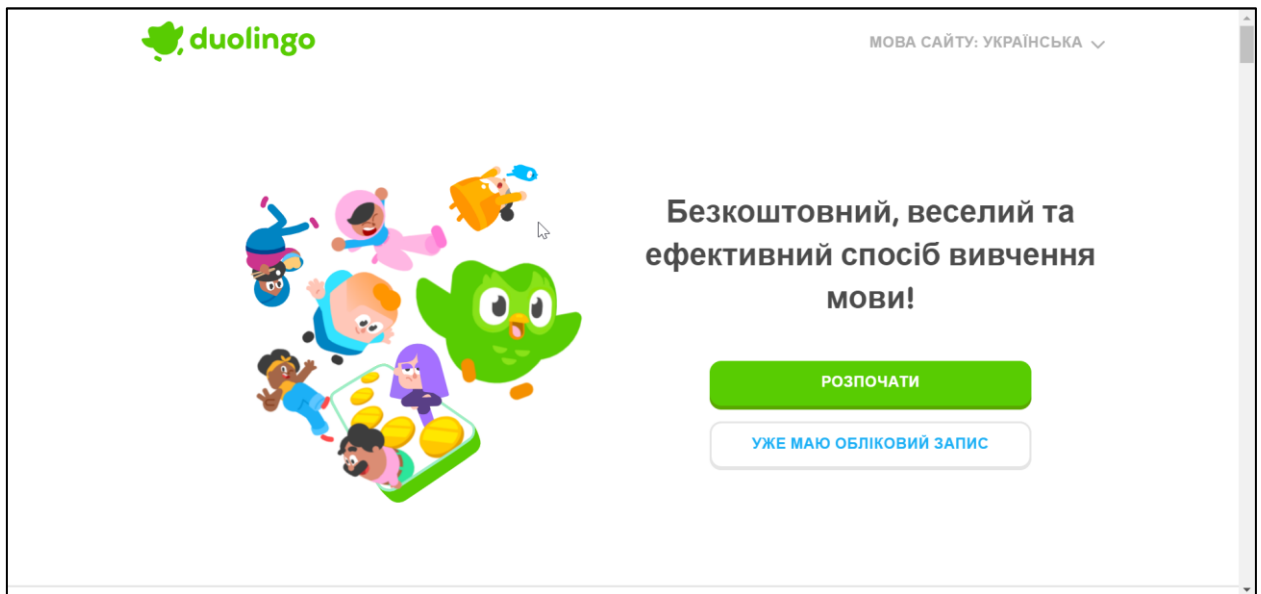 duolingo
МОВА САЙТУ: УКРАЇНСЬКА
Безкоштовний, веселий та
ефективний спосіб вивчення
мови!
РОЗПОЧАТИ
УЖЕ МАЮ ОБЛІКОВИЙ ЗАПИС